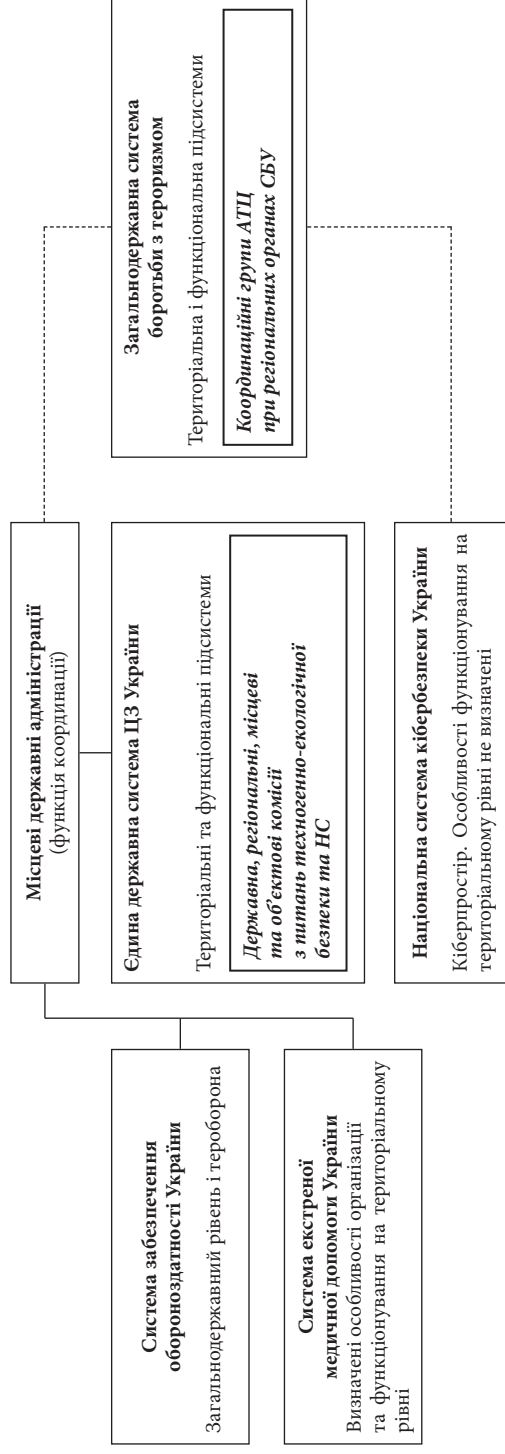 Місцеві державні адміністрації
(функція координації)
Система забезпечення
обороноздатності України
Загальнодержавний рівень і тероборона
Система екстреної
медичної допомоги України
Визначені особливості організації
та функціонування на територіальному
рівні
Єдина державна система ЦЗ України
Територіальні та функціональні підсистеми
Державна, регіональні, місцеві
та об’єктові комісії
з питань техногенно-екологічної
безпеки та НС
Національна система кібербезпеки України
Кіберпростір. Особливості функціонування на
територіальному рівні не визначені
Загальнодержавна система
боротьби з тероризмом
Територіальна і функціональна підсистеми
Координаційні групи АТЦ
при регіональних органах СБУ